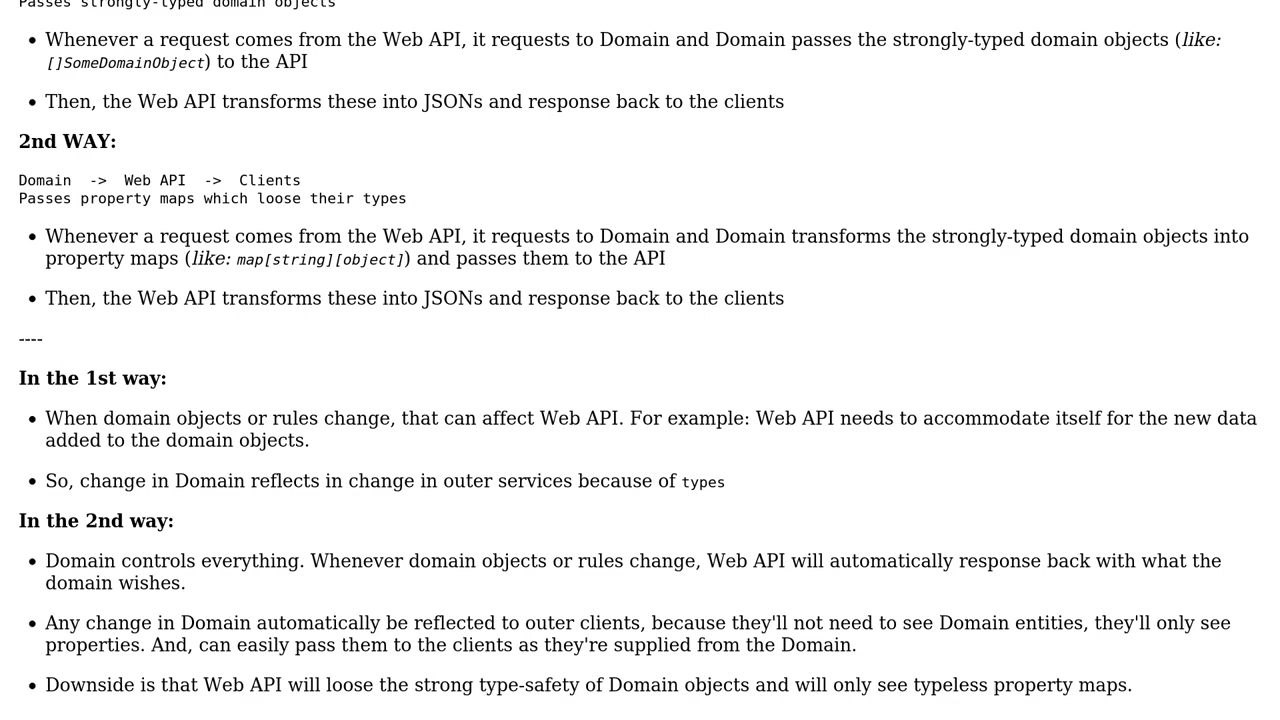 Passes strongly-typed domain objects
• Whenever a request comes from the Web API, it requests to Domain and Domain passes the strongly-typed domain objects (like:
[]SomeDomainObject) to the API
• Then, the Web API transforms these into JSONs and response back to the clients
2nd WAY:
Domain  ->  Web API  ->  Clients
Passes property maps which loose their types
• Whenever a request comes from the Web API, it requests to Domain and Domain transforms the strongly-typed domain objects into
property maps (like: map[string][object]) and passes them to the API
• Then, the Web API transforms these into JSONs and response back to the clients
----
In the 1st way:
• When domain objects or rules change, that can affect Web API. For example: Web API needs to accommodate itself for the new data
added to the domain objects.
• So, change in Domain reflects in change in outer services because of types
In the 2nd way:
• Domain controls everything. Whenever domain objects or rules change, Web API will automatically response back with what the
domain wishes.
• Any change in Domain automatically be reflected to outer clients, because they'll not need to see Domain entities, they'll only see
properties. And, can easily pass them to the clients as they're supplied from the Domain.
• Downside is that Web API will loose the strong type-safety of Domain objects and will only see typeless property maps.